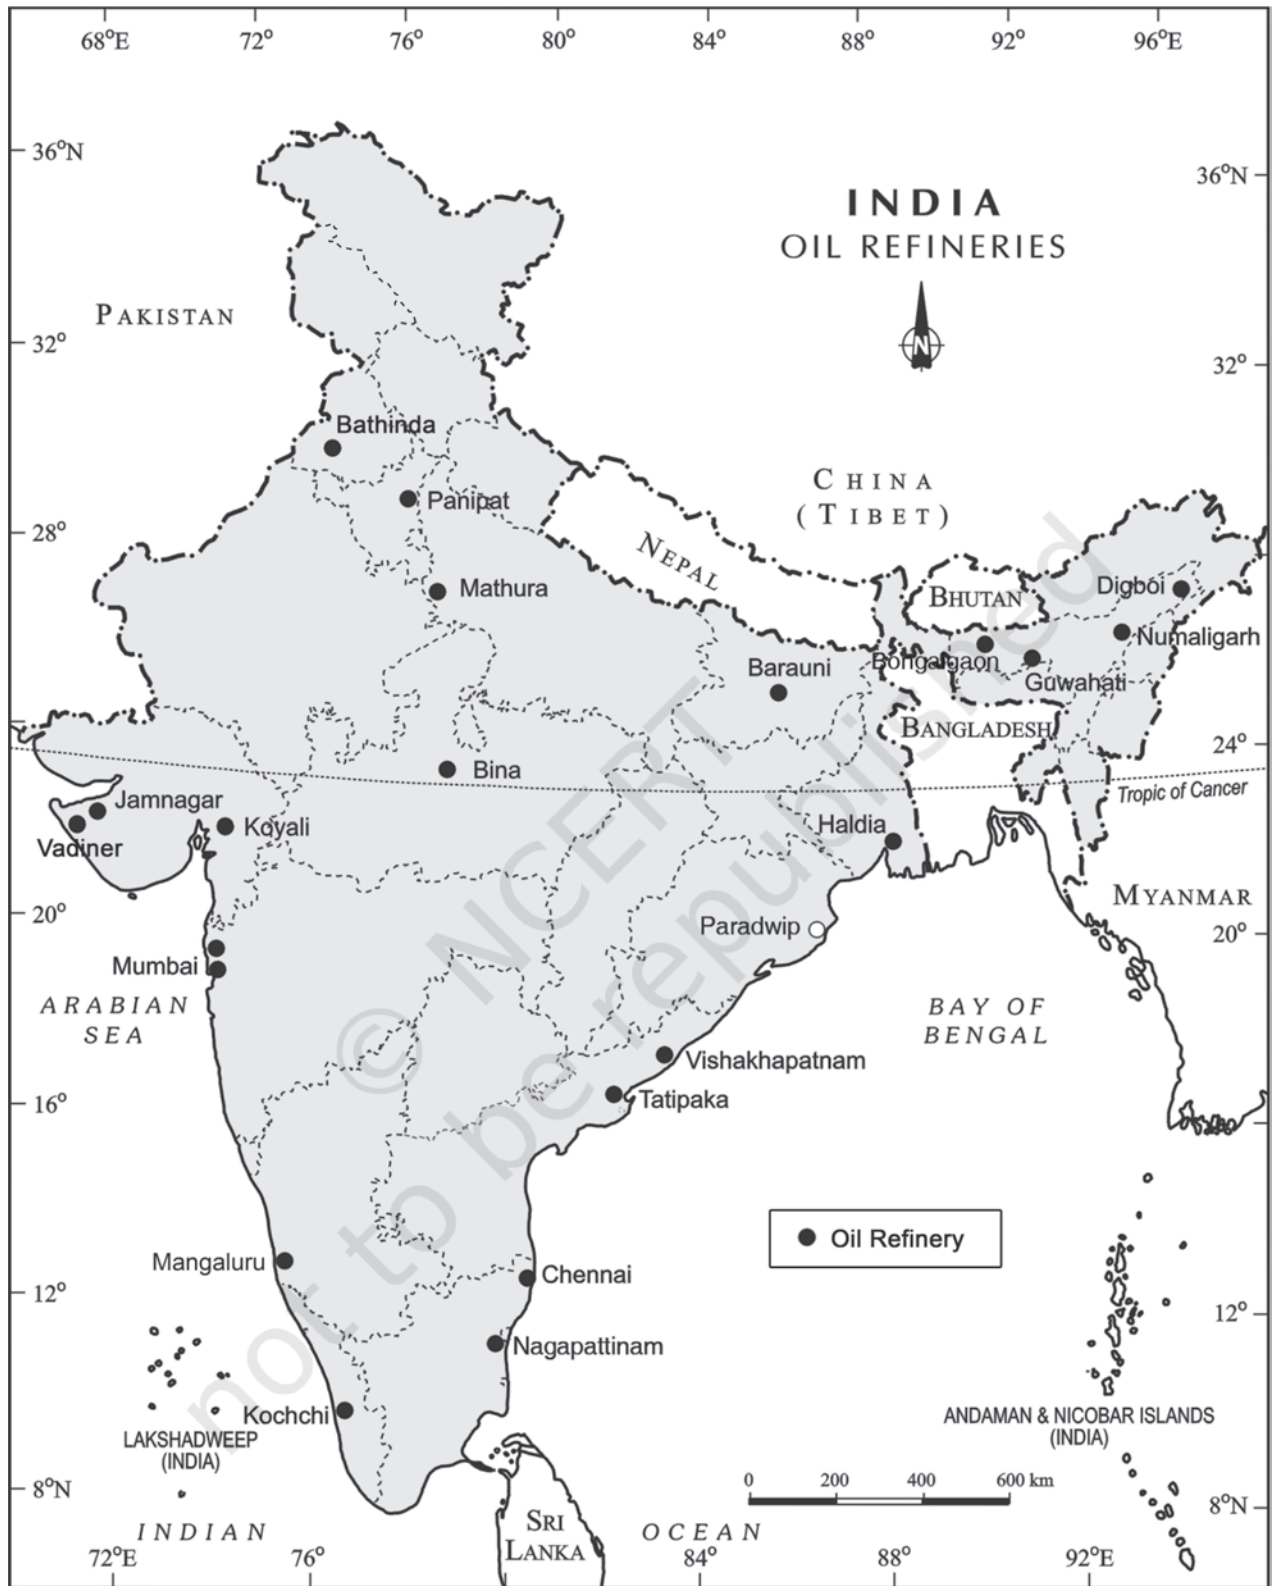 68°E 72° 76° 80° 84° 88° 92° 96°E
36°N
36°N
INDIA
OIL REFINERIES
N
PAKISTAN
32°
32°
Bathinda
CHINA
(TIBET)
Panipat
28°
NEPAL
Mathura
BHUTAN
Digboi
Numaligarh
Bongaigaon
Barauni
Guwahati
BANGLADESH
24°
Bina
Tropic of Cancer
Jamnagar
Koyali
Vadiner
Haldia
MYANMAR
20°
Paradwip
20°
Mumbai
ARABIAN
SEA
BAY OF
BENGAL
Vishakhapatnam
Tatipaka
16°
© NCERT
not to be republished
Oil Refinery
Mangaluru
Chennai
12°
12°
Nagapattinam
Kochchi
LAKSHADWEEP
(INDIA)
ANDAMAN & NICOBAR ISLANDS
(INDIA)
0 200 400 600 km
8°N
8°N
SRI
LANKA
INDIAN OCEAN
72°E 76° 84° 88° 92°E